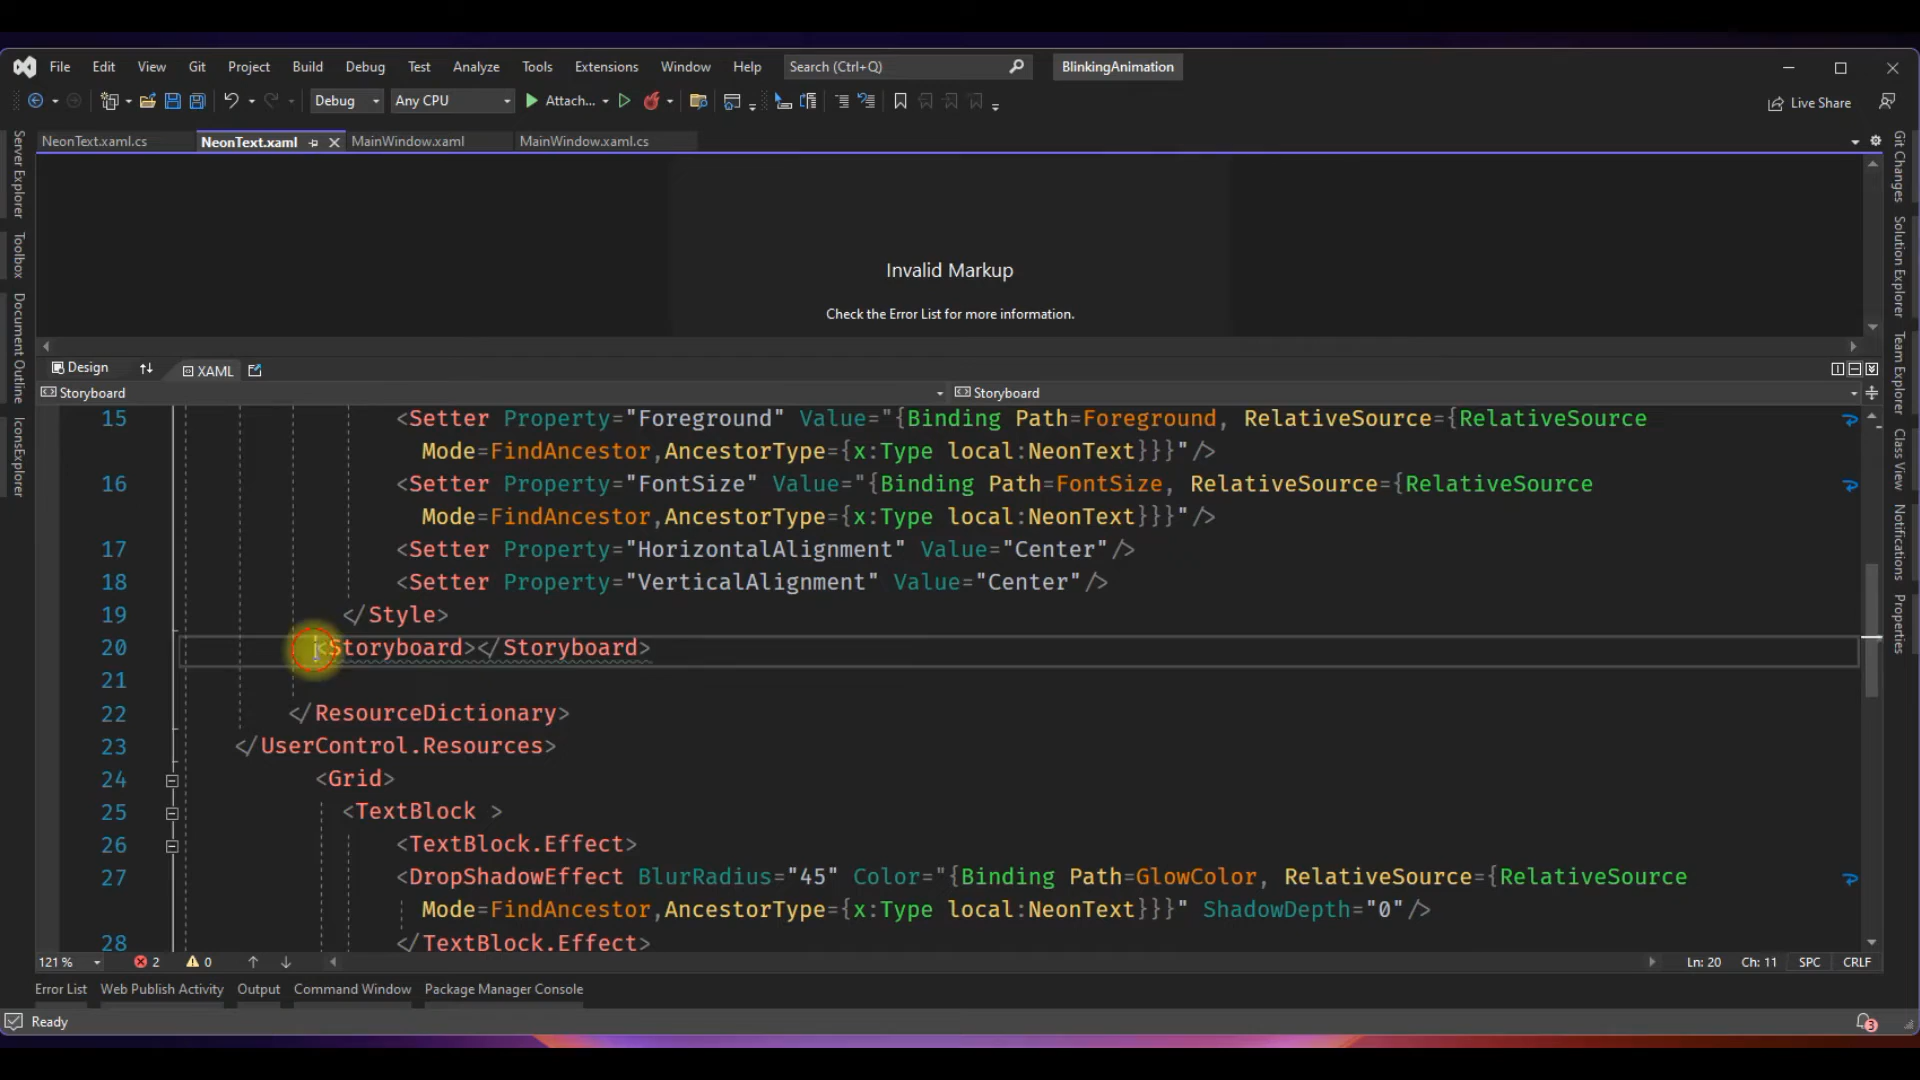 File Edit View Git Project Build Debug Test Analyze Tools Extensions Window Help Search (Ctrl+Q) BlinkingAnimation
Debug Any CPU Attach... Live Share
NeonText.xaml.cs NeonText.xaml MainWindow.xaml MainWindow.xaml.cs
Server Explorer
Toolbox
Document Outline
IconsExplorer
Invalid Markup
Check the Error List for more information.
Design XAML
Storyboard Storyboard
15 <Setter Property="Foreground" Value="{Binding Path=Foreground, RelativeSource={RelativeSource
Mode=FindAncestor,AncestorType={x:Type local:NeonText}}}"/>
16 <Setter Property="FontSize" Value="{Binding Path=FontSize, RelativeSource={RelativeSource
Mode=FindAncestor,AncestorType={x:Type local:NeonText}}}"/>
17 <Setter Property="HorizontalAlignment" Value="Center"/>
18 <Setter Property="VerticalAlignment" Value="Center"/>
19 </Style>
20 <Storyboard></Storyboard>
21
22 </ResourceDictionary>
23 </UserControl.Resources>
24 <Grid>
25 <TextBlock >
26 <TextBlock.Effect>
27 <DropShadowEffect BlurRadius="45" Color="{Binding Path=GlowColor, RelativeSource={RelativeSource
Mode=FindAncestor,AncestorType={x:Type local:NeonText}}}" ShadowDepth="0"/>
28 </TextBlock.Effect>
Git Changes
Solution Explorer
Team Explorer
Class View
Notifications
Properties
121 % 2 0 Ln: 20 Ch: 11 SPC CRLF
Error List Web Publish Activity Output Command Window Package Manager Console
Ready 3